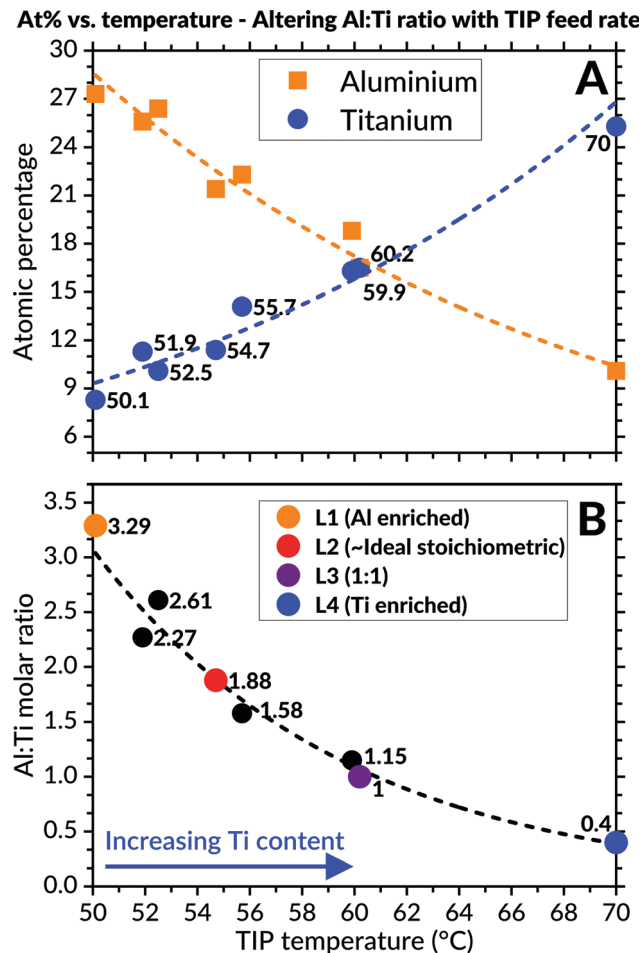 At% vs. temperature - Altering Al:Ti ratio with TIP feed rate
30
27
24
21
18
15
12
9
6
Atomic percentage
Aluminium
Titanium
A
70
60.2
59.9
55.7
51.9
54.7
52.5
50.1
3.5
3.0
2.5
2.0
1.5
1.0
0.5
0.0
Al:Ti molar ratio
L1 (Al enriched)
L2 (~Ideal stoichiometric)
L3 (1:1)
L4 (Ti enriched)
B
3.29
2.61
2.27
1.88
1.58
1.15
1
0.4
Increasing Ti content
50 52 54 56 58 60 62 64 66 68 70
TIP temperature (°C)